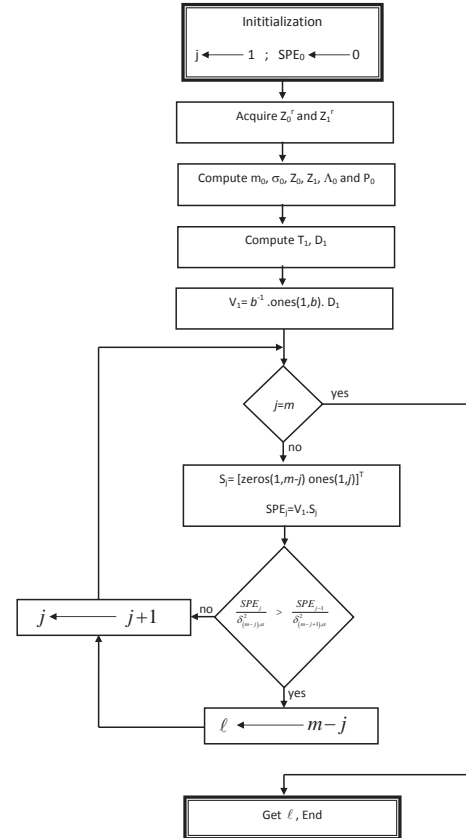 Inititialization
j ← 1 ; SPE₀ ← 0
Acquire Z₀ʳ and Z₁ʳ
Compute m₀, σ₀, Z₀, Z₁, Λ₀ and P₀
Compute T₁, D₁
V₁= b⁻¹ .ones(1,b). D₁
j=m
yes
no
Sⱼ= [zeros(1,m-j) ones(1,j)]ᵀ
SPEⱼ=V₁.Sⱼ
SPEⱼ / δ²₍ₘ₋ⱼ₎,α > SPEⱼ₋₁ / δ²₍ₘ₋ⱼ₊₁₎,α
no
j ← j+1
yes
ℓ ← m−j
Get ℓ , End